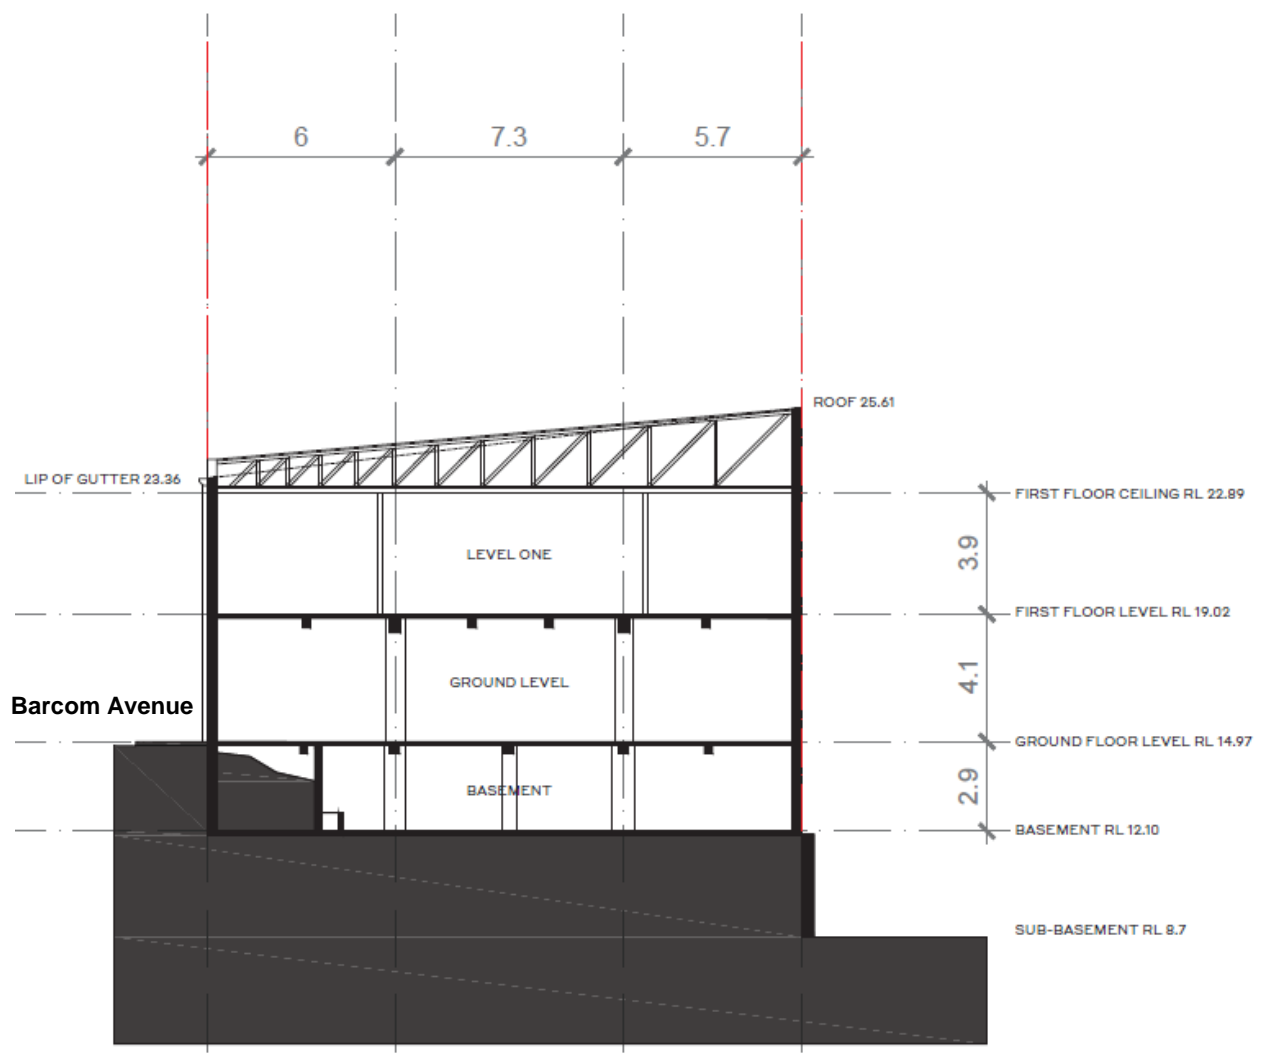 6
7.3
5.7
ROOF 25.61
LIP OF GUTTER 23.36
FIRST FLOOR CEILING RL 22.89
3.9
LEVEL ONE
FIRST FLOOR LEVEL RL 19.02
4.1
GROUND LEVEL
Barcom Avenue
GROUND FLOOR LEVEL RL 14.97
2.9
BASEMENT
BASEMENT RL 12.10
SUB-BASEMENT RL 8.7